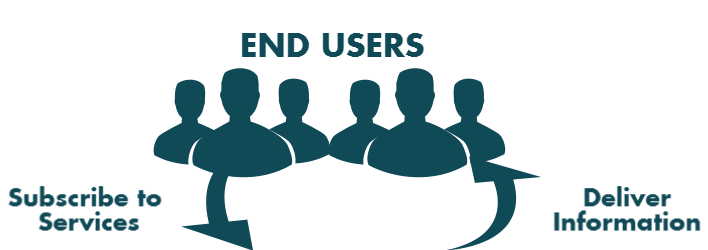 END USERS
Subscribe to
Services
Deliver
Information